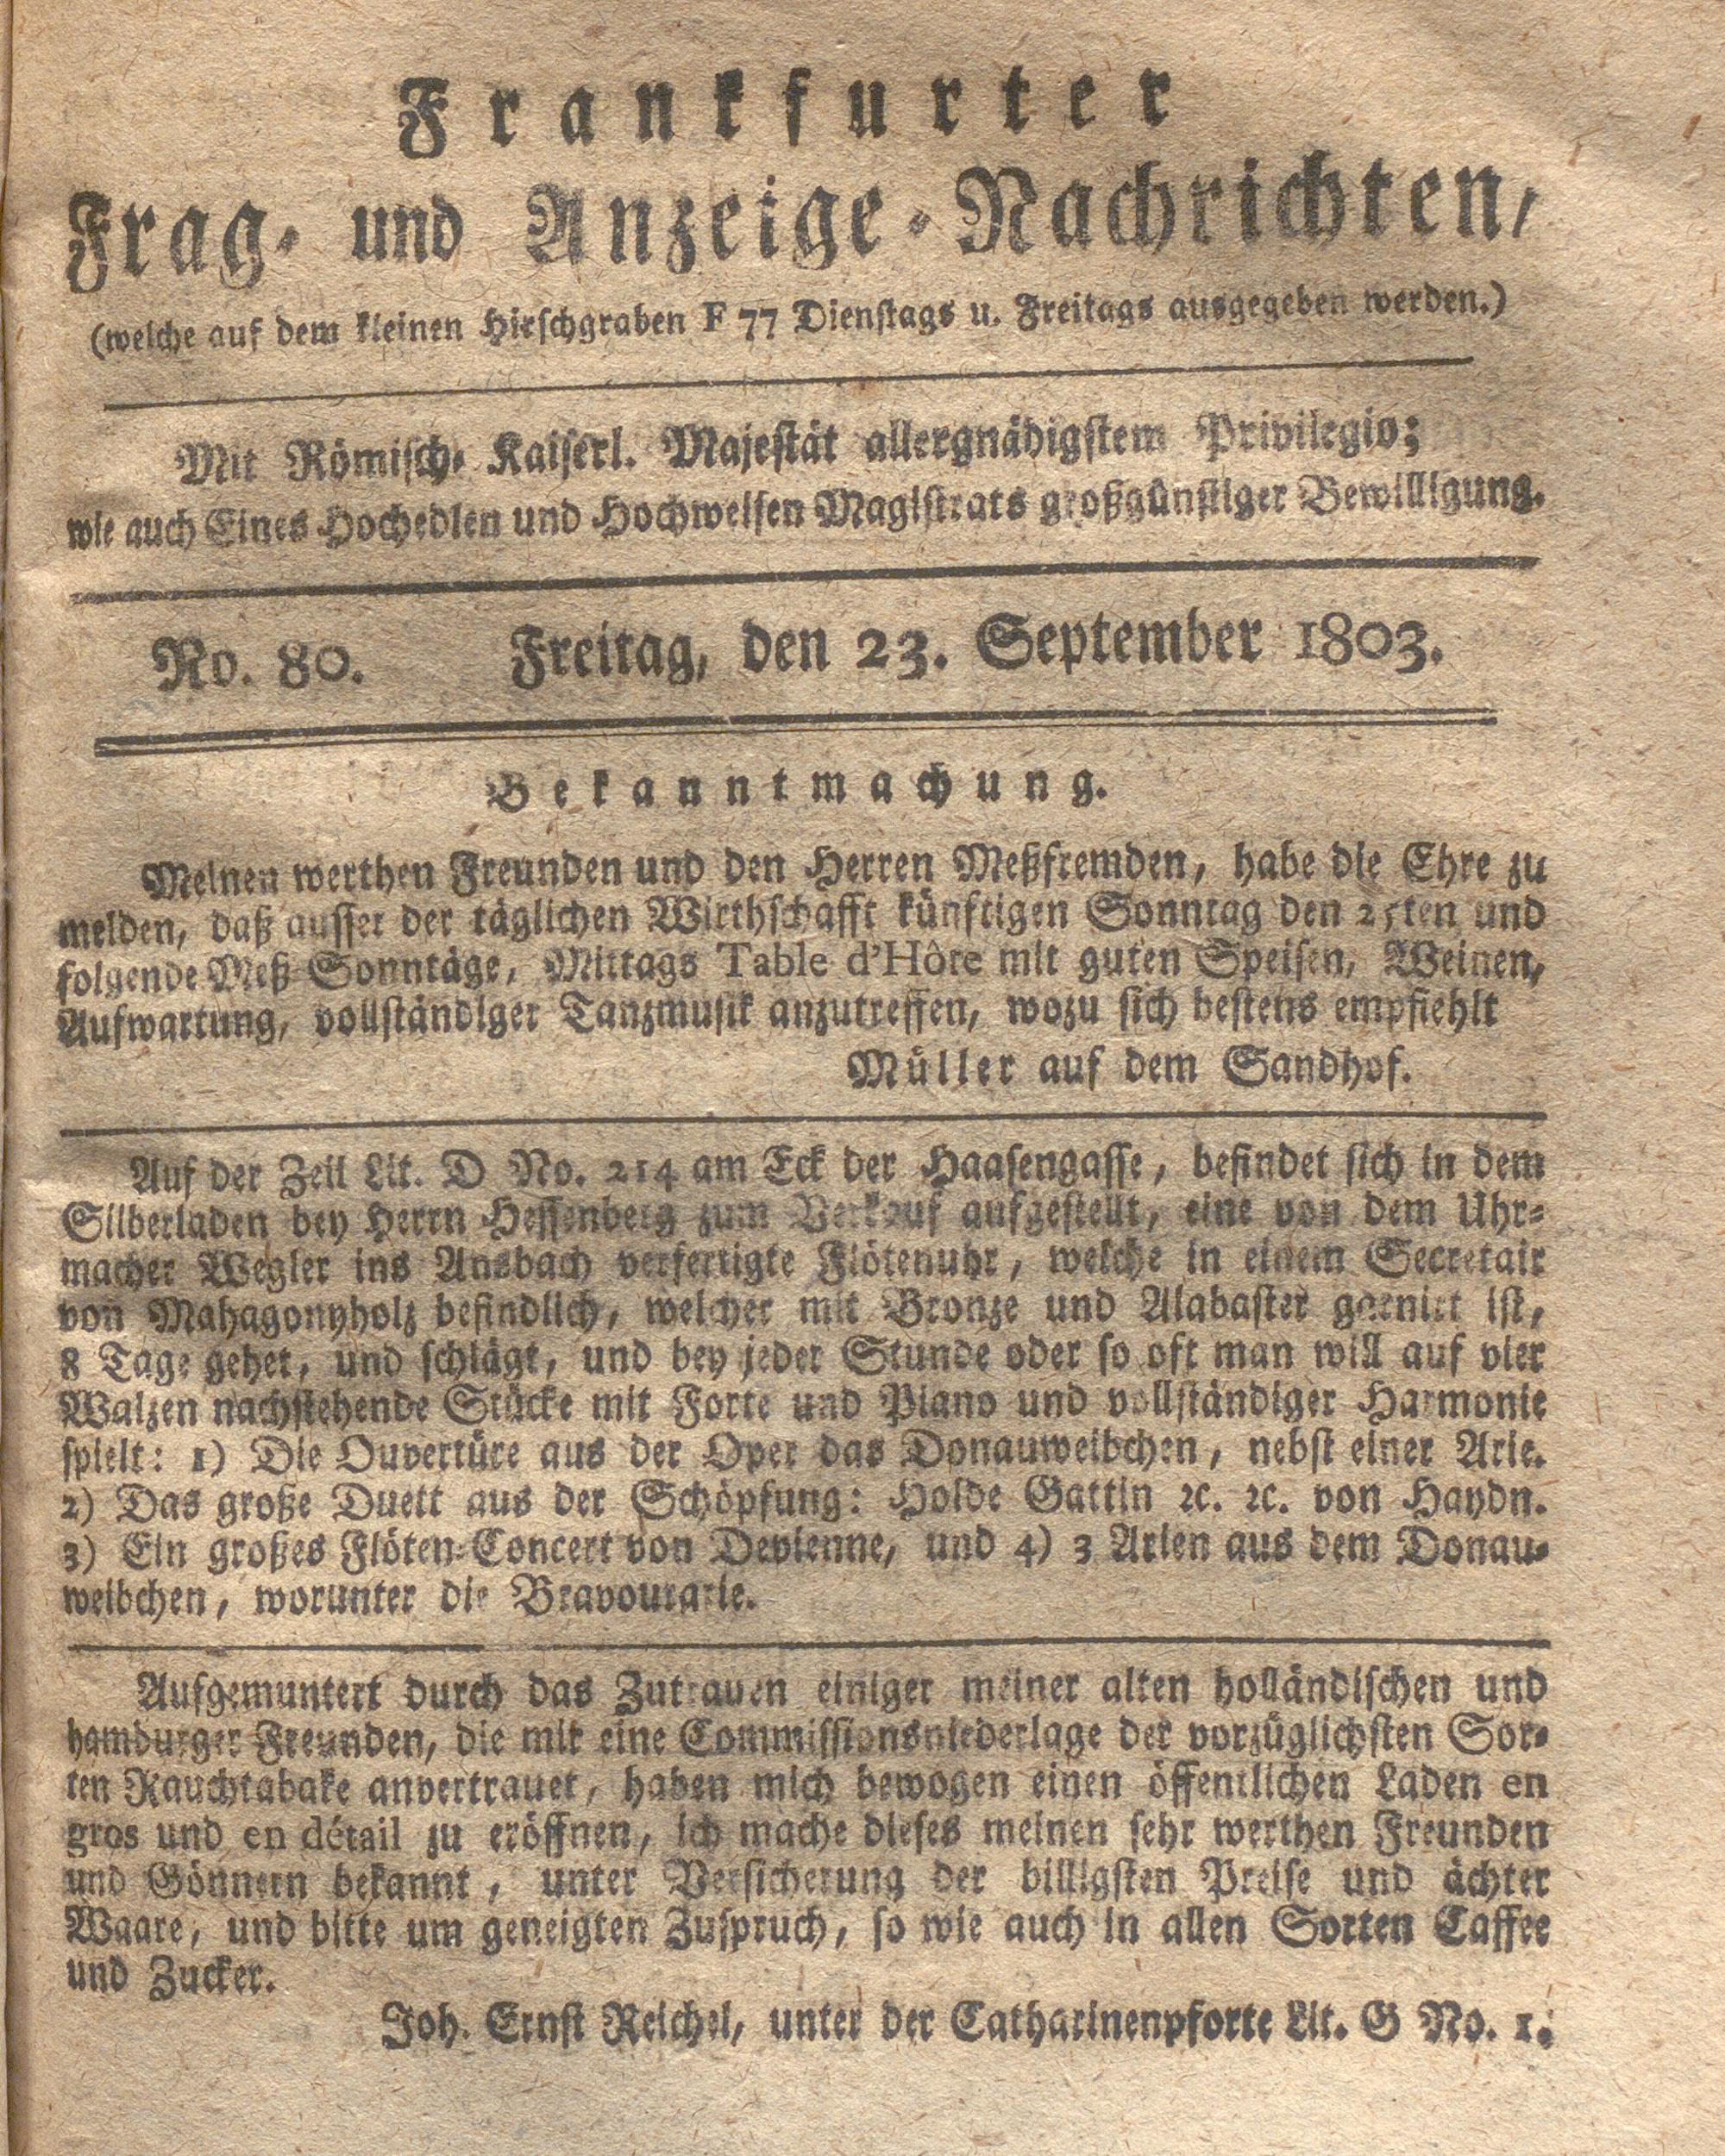 Frankfurter
Frag- und Anzeige-Nachrichten,
(welche auf dem kleinen Hirschgraben F 77 Dienstags u. Freitags ausgegeben werden.)
Mit Römisch- Kaiserl. Majestät allergnädigstem Privilegio;
wie auch Eines Hochedlen und Hochweisen Magistrats großgünstiger Bewilligung.
No. 80. Freitag, den 23. September 1803.
Bekanntmachung.
Meinen werthen Freunden und den Herren Meßfremden, habe die Ehre zu
melden, daß ausser der täglichen Wirthschafft künftigen Sonntag den 25ten und
folgende Meß-Sonntäge, Mittags Table d'Hôte mit guten Speisen, Weinen,
Aufwartung, vollständiger Tanzmusik anzutreffen, wozu sich bestens empfiehlt
Müller auf dem Sandhof.
Auf der Zeil Lit. D No. 214 am Eck der Haasengasse, befindet sich in dem
Silberladen bey Herrn Hessenberg zum Verkauf aufgestellt, eine von dem Uhr-
macher Wegler ins Ansbach verfertigte Flötenuhr, welche in einem Secretair
von Mahagonyholz befindlich, welcher mit Bronze und Alabaster garnirt ist,
8 Tage gehet, und schlägt, und bey jeder Stunde oder so oft man will auf vier
Walzen nachstehende Stücke mit Forte und Piano und vollständiger Harmonie
spielt: 1) Die Ouvertüre aus der Oper das Donauweibchen, nebst einer Arie.
2) Das große Duett aus der Schöpfung: Holde Gattin ꝛc. ꝛc. von Haydn.
3) Ein großes Flöten-Concert von Devienne, und 4) 3 Arien aus dem Donau-
weibchen, worunter die Bravourarie.
Aufgemuntert durch das Zutrauen einiger meiner alten holländischen und
hamburger Freunden, die mir eine Commissionsniederlage der vorzüglichsten Sor-
ten Rauchtabake anvertrauet, haben mich bewogen einen öffentlichen Laden en
gros und en détail zu eröffnen, ich mache dieses meinen sehr werthen Freunden
und Gönnern bekannt, unter Versicherung der billigsten Preise und ächter
Waare, und bitte um geneigten Zuspruch, so wie auch in allen Sorten Caffee
und Zucker.
Joh. Ernst Reichel, unter der Catharinenpforte Lit. G No. 1.